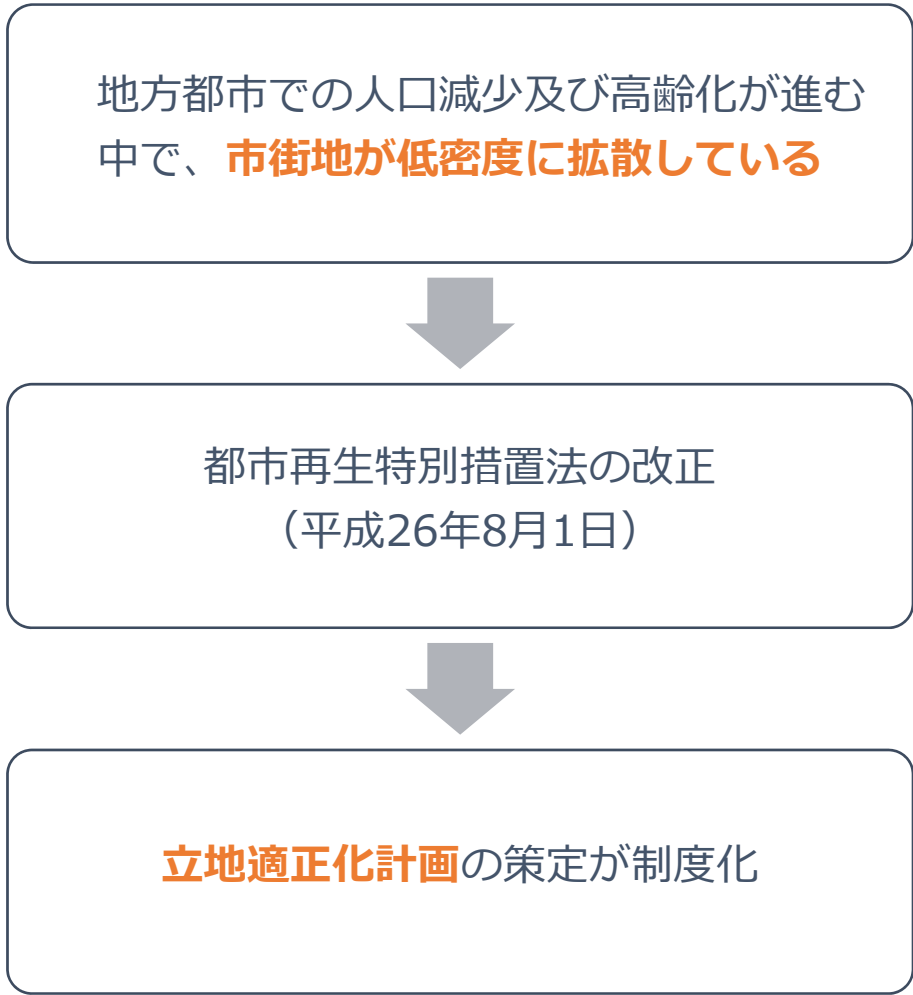 地方都市での人口減少及び高齢化が進む
中で、市街地が低密度に拡散している
都市再生特別措置法の改正
（平成26年8月1日）
立地適正化計画の策定が制度化